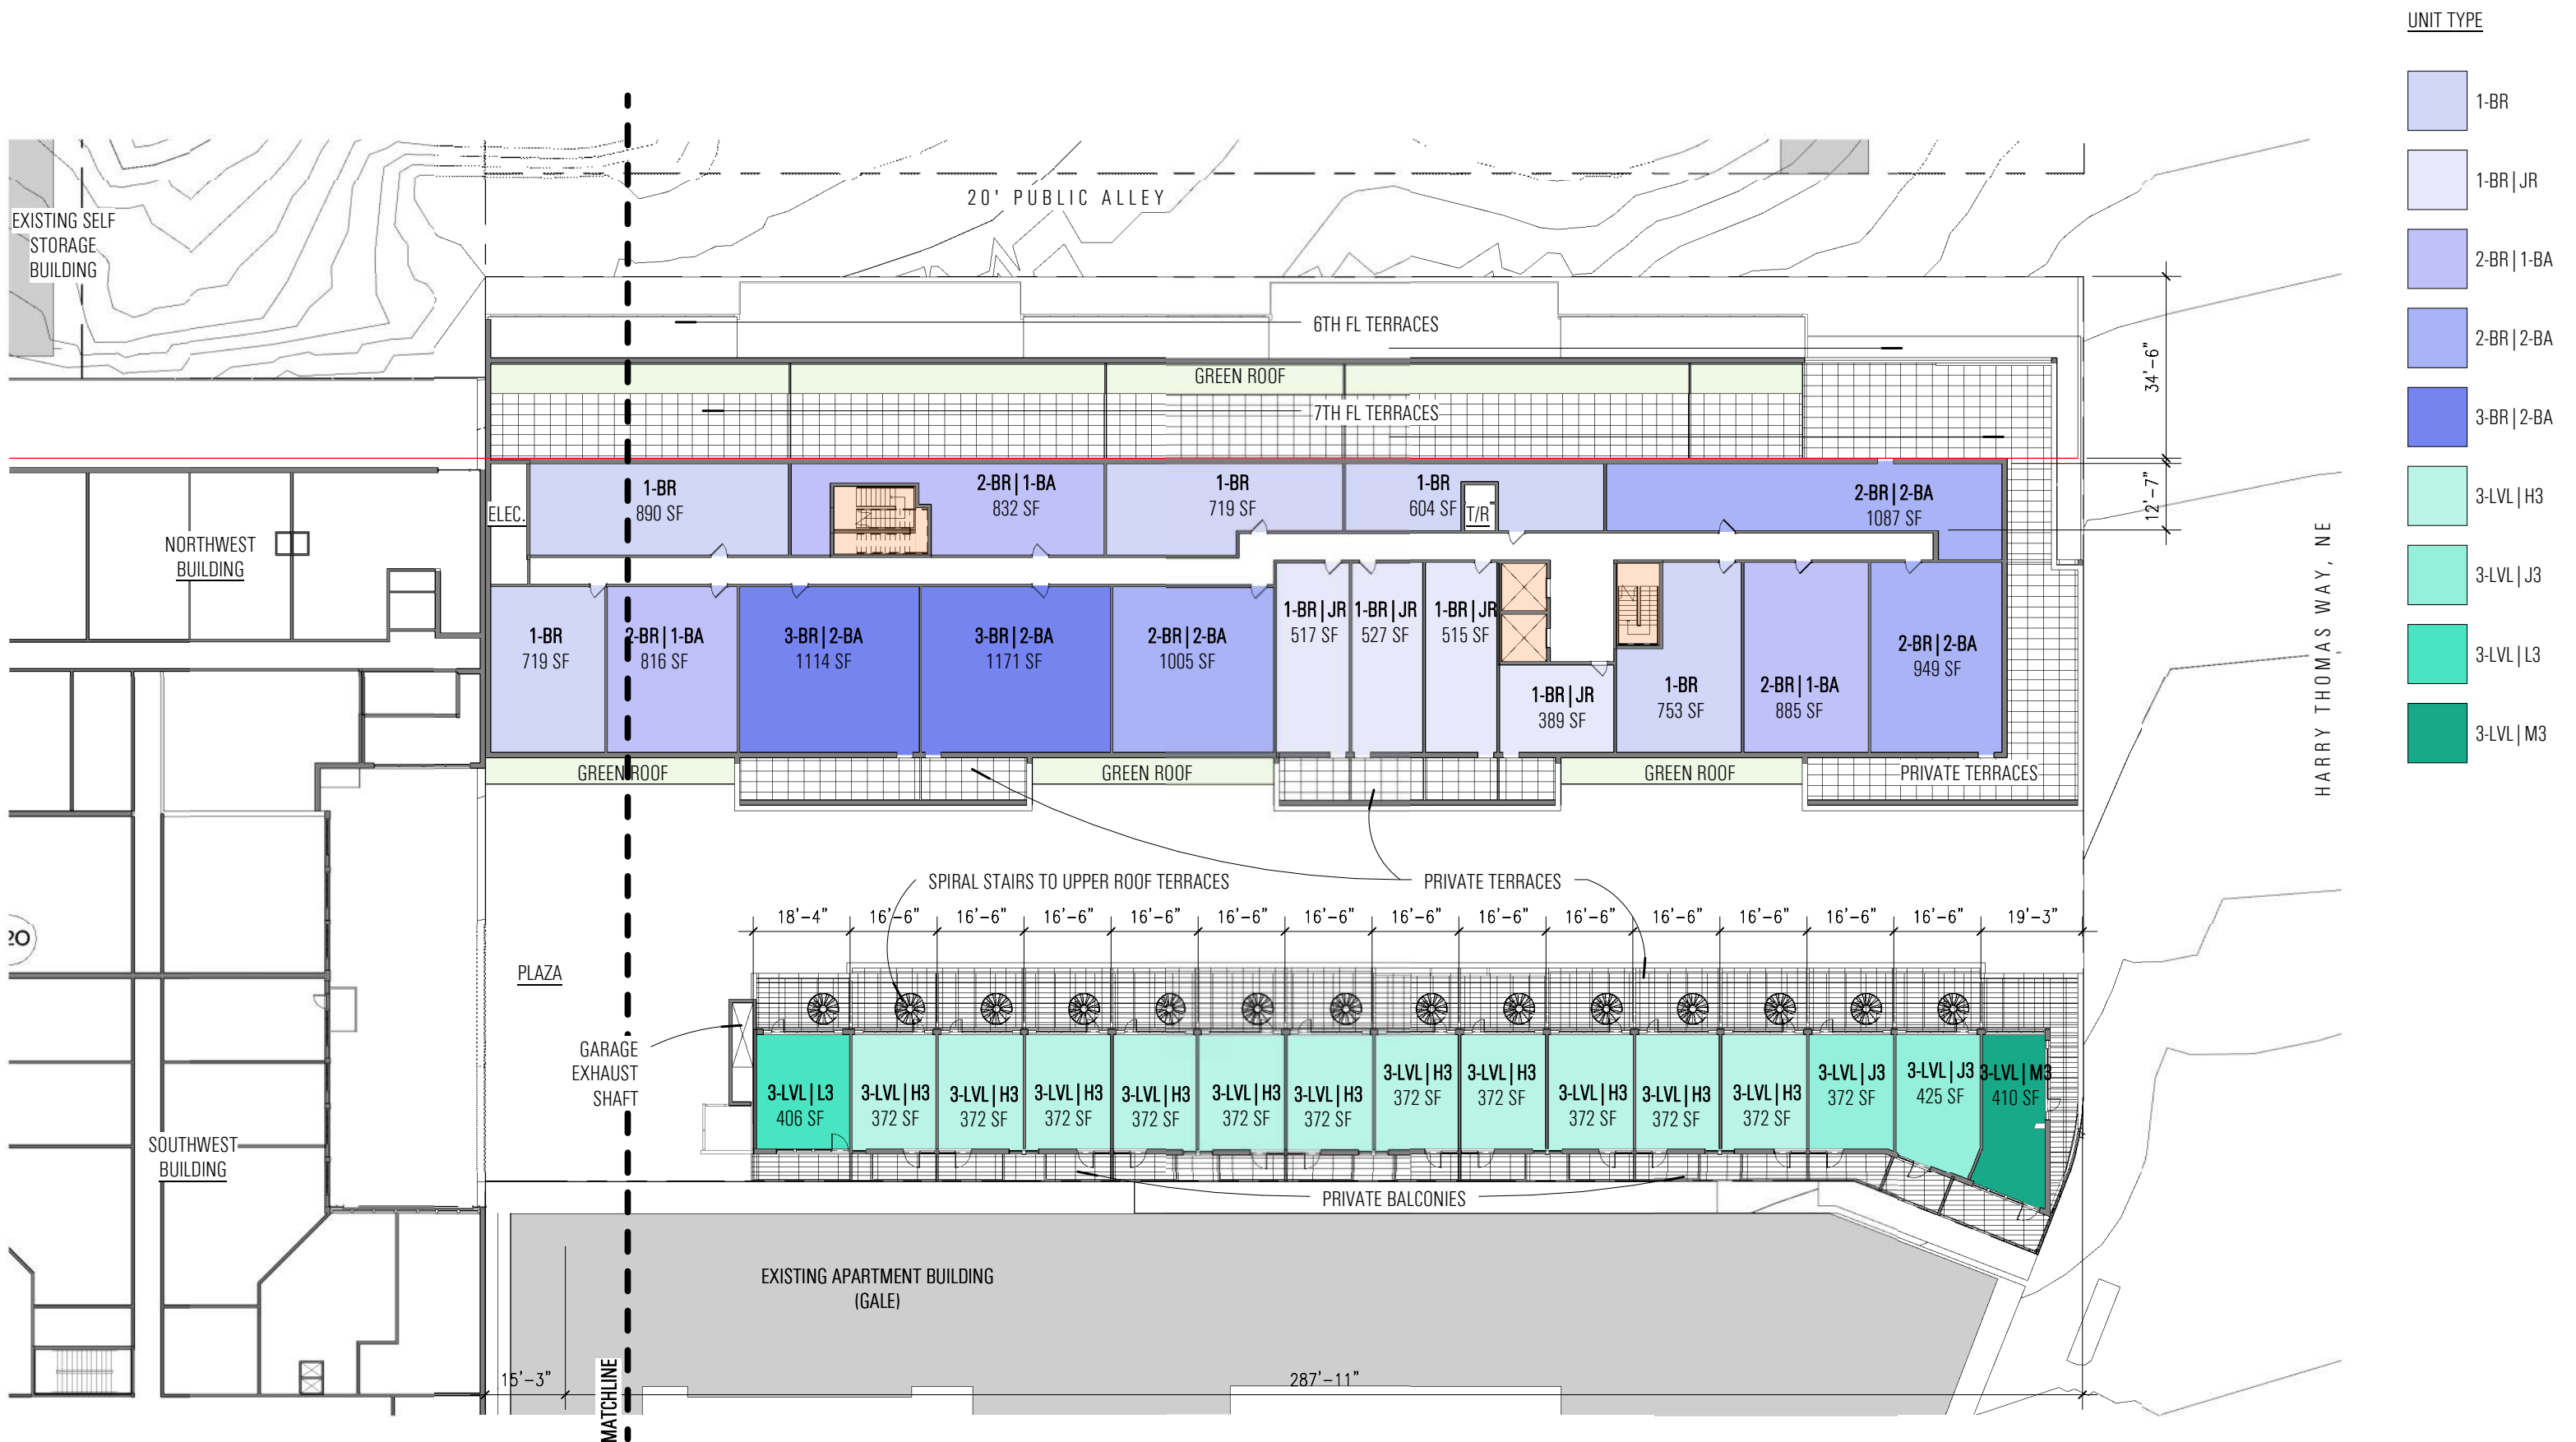 UNIT TYPE
1-BR
1-BR|JR
2-BR|1-BA
2-BR|2-BA
3-BR|2-BA
3-LVL|H3
3-LVL|J3
3-LVL|L3
3-LVL|M3
20' PUBLIC ALLEY
EXISTING SELF
STORAGE
BUILDING
6TH FL TERRACES
GREEN ROOF
7TH FL TERRACES
34'-6"
12'-7"
HARRY THOMAS WAY, NE
ELEC.
1-BR
890 SF
2-BR|1-BA
832 SF
1-BR
719 SF
1-BR
604 SF
T/R
2-BR|2-BA
1087 SF
NORTHWEST
BUILDING
1-BR
719 SF
2-BR|1-BA
816 SF
3-BR|2-BA
1114 SF
3-BR|2-BA
1171 SF
2-BR|2-BA
1005 SF
1-BR|JR
517 SF
1-BR|JR
527 SF
1-BR|JR
515 SF
1-BR|JR
389 SF
1-BR
753 SF
2-BR|1-BA
885 SF
2-BR|2-BA
949 SF
GREEN ROOF
GREEN ROOF
GREEN ROOF
PRIVATE TERRACES
SPIRAL STAIRS TO UPPER ROOF TERRACES
PRIVATE TERRACES
18'-4"
16'-6"
16'-6"
16'-6"
16'-6"
16'-6"
16'-6"
16'-6"
16'-6"
16'-6"
16'-6"
16'-6"
16'-6"
16'-6"
19'-3"
20
PLAZA
GARAGE
EXHAUST
SHAFT
3-LVL|L3
406 SF
3-LVL|H3
372 SF
3-LVL|H3
372 SF
3-LVL|H3
372 SF
3-LVL|H3
372 SF
3-LVL|H3
372 SF
3-LVL|H3
372 SF
3-LVL|H3
372 SF
3-LVL|H3
372 SF
3-LVL|H3
372 SF
3-LVL|H3
372 SF
3-LVL|H3
372 SF
3-LVL|J3
372 SF
3-LVL|J3
425 SF
3-LVL|M3
410 SF
SOUTHWEST
BUILDING
PRIVATE BALCONIES
EXISTING APARTMENT BUILDING
(GALE)
15'-3"
287'-11"
MATCHLINE